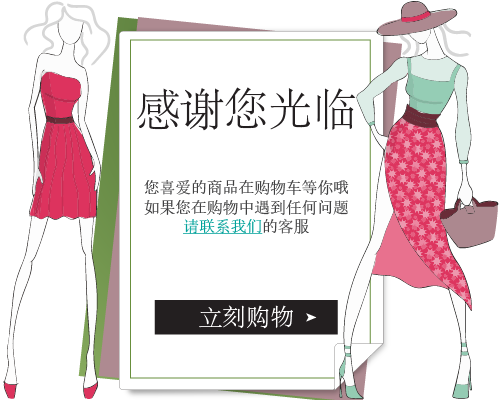 感谢您光临
您喜爱的商品在购物车等你哦
如果您在购物中遇到任何问题
请联系我们的客服
立刻购物